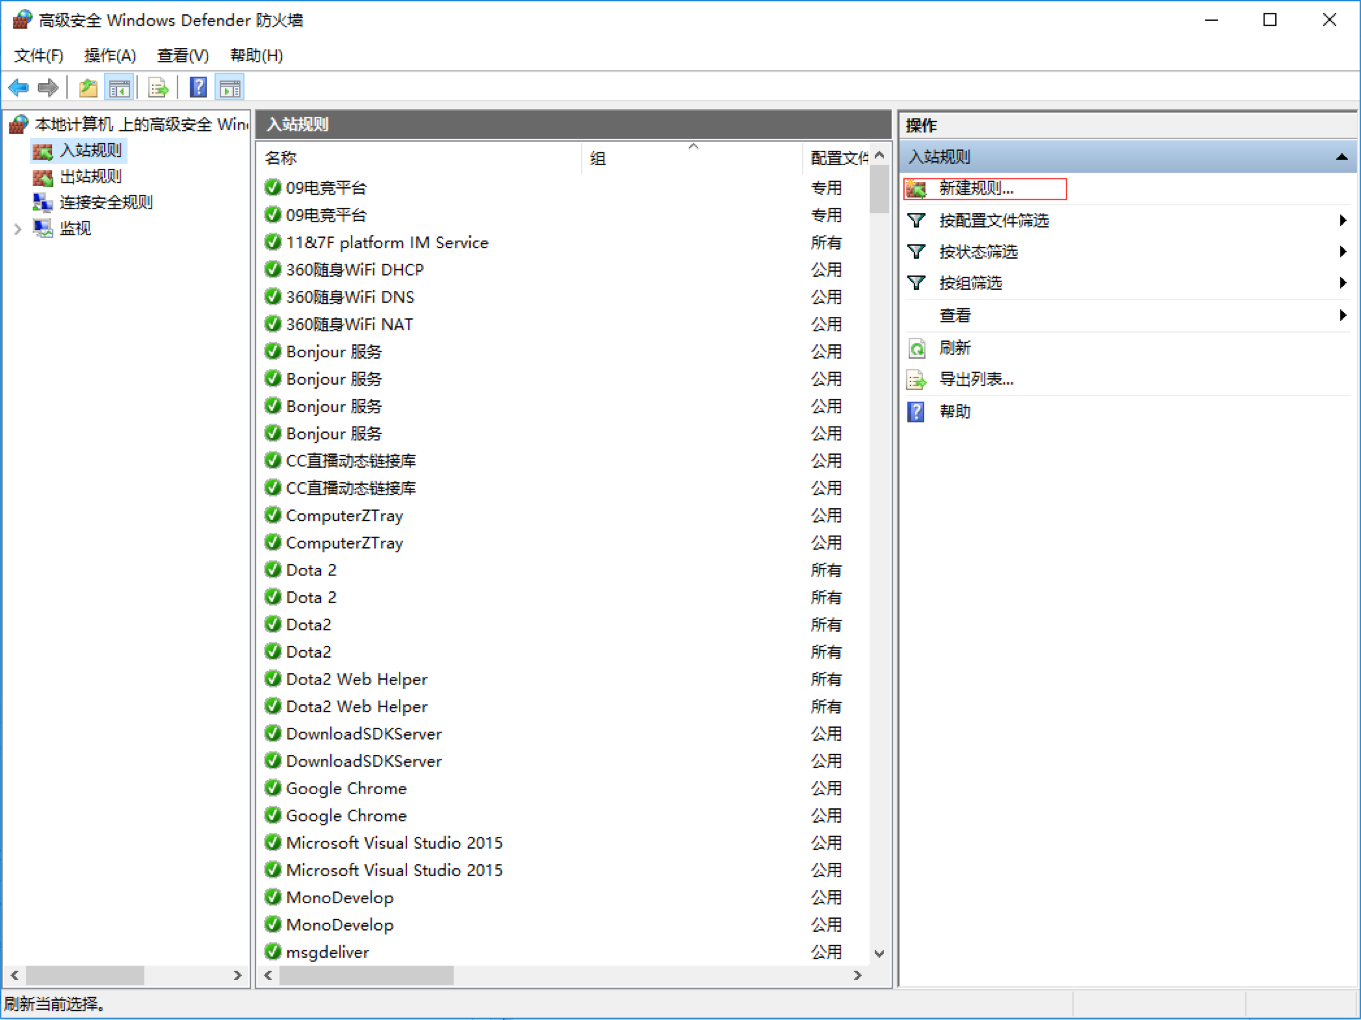 高级安全 Windows Defender 防火墙
文件(F) 操作(A) 查看(V) 帮助(H)
本地计算机 上的高级安全 Win
入站规则
出站规则
连接安全规则
监视
入站规则
名称 组 配置文件
09电竞平台 专用
09电竞平台 专用
11&7F platform IM Service 所有
360随身WiFi DHCP 公用
360随身WiFi DNS 公用
360随身WiFi NAT 公用
Bonjour 服务 公用
Bonjour 服务 公用
Bonjour 服务 公用
Bonjour 服务 公用
CC直播动态链接库 公用
CC直播动态链接库 公用
ComputerZTray 公用
ComputerZTray 公用
Dota 2 所有
Dota 2 所有
Dota2 所有
Dota2 所有
Dota2 Web Helper 所有
Dota2 Web Helper 所有
DownloadSDKServer 公用
DownloadSDKServer 公用
Google Chrome 公用
Google Chrome 公用
Microsoft Visual Studio 2015 公用
Microsoft Visual Studio 2015 公用
MonoDevelop 公用
MonoDevelop 公用
msgdeliver 公用
操作
入站规则
新建规则...
按配置文件筛选
按状态筛选
按组筛选
查看
刷新
导出列表...
帮助
刷新当前选择。